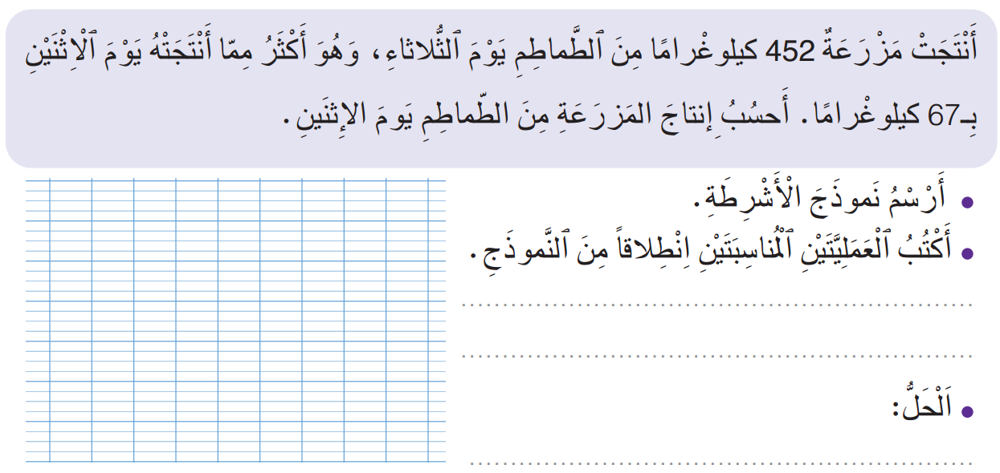 أَنْتَجَتْ مَزْرَعَةٌ 452 كيلوغْرامًا مِنَ ٱلطَّماطِمِ يَوْمَ ٱلثُّلاثاءِ، وَهُوَ أَكْثَرُ مِمّا أَنْتَجَتْهُ يَوْمَ ٱلْاِثْنَيْنِ
بِـ67 كيلوغْرامًا. أَحسُبُ إِنتاجَ المَزرَعَةِ مِنَ الطّماطِمِ يَومَ الإِثنَينِ.
• أَرْسْمُ نَموذَجَ الْأَشْرِطَةِ.
• أَكْتُبُ ٱلْعَمَلِيَّتَيْنِ ٱلْمُناسِبَتَيْنِ اِنْطِلاقاً مِنَ ٱلنَّموذَجِ.
• اَلْحَلُّ: